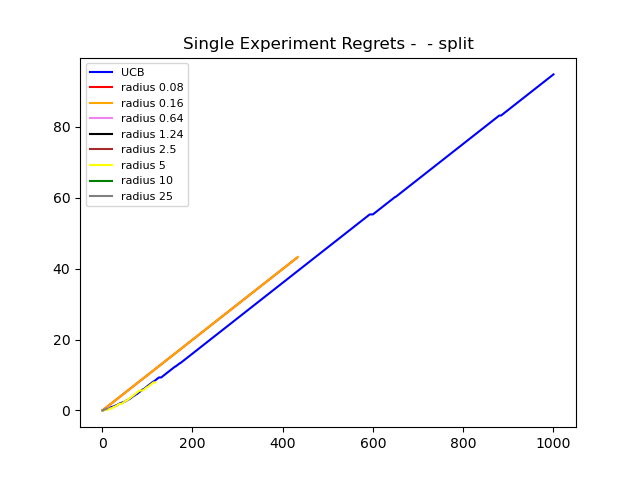 Single Experiment Regrets -  - split
UCB
radius 0.08
radius 0.16
radius 0.64
radius 1.24
radius 2.5
radius 5
radius 10
radius 25
80
60
40
20
0
0 200 400 600 800 1000